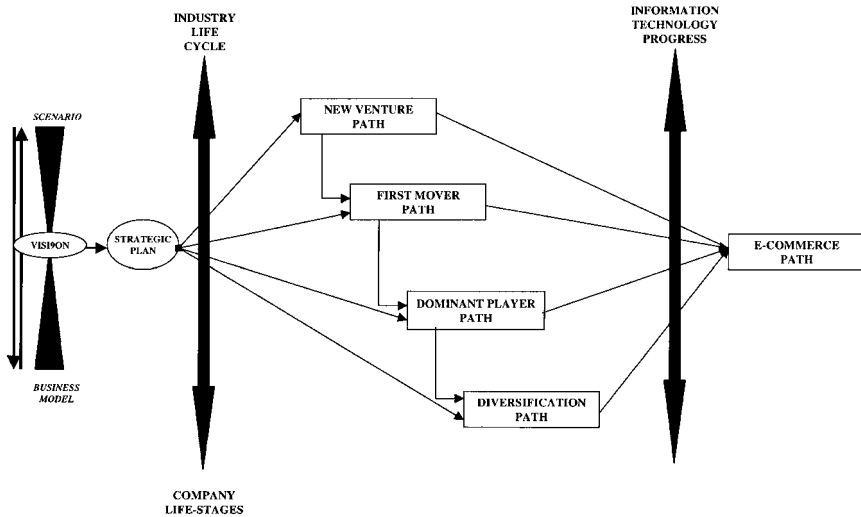 INDUSTRY
LIFE
CYCLE
INFORMATION
TECHNOLOGY
PROGRESS
SCENARIO
NEW VENTURE
PATH
FIRST MOVER
PATH
VISI9ON
STRATEGIC
PLAN
E-COMMERCE
PATH
DOMINANT PLAYER
PATH
BUSINESS
MODEL
DIVERSIFICATION
PATH
COMPANY
LIFE-STAGES